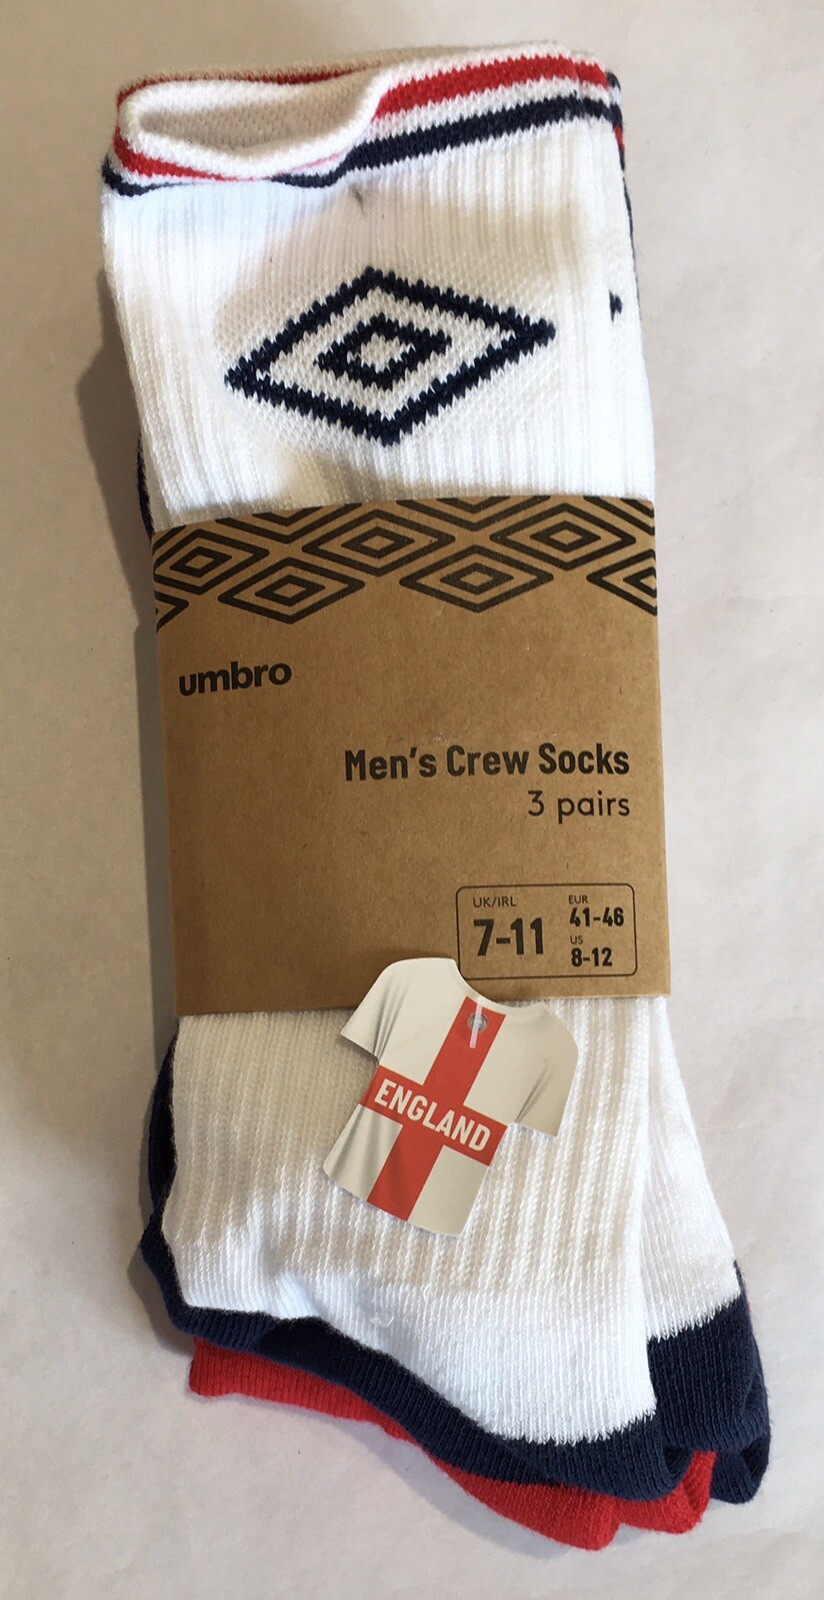 umbro
Men's Crew Socks
3 pairs
UK/IRL
7-11
EUR
41-46
US
8-12
ENGLAND